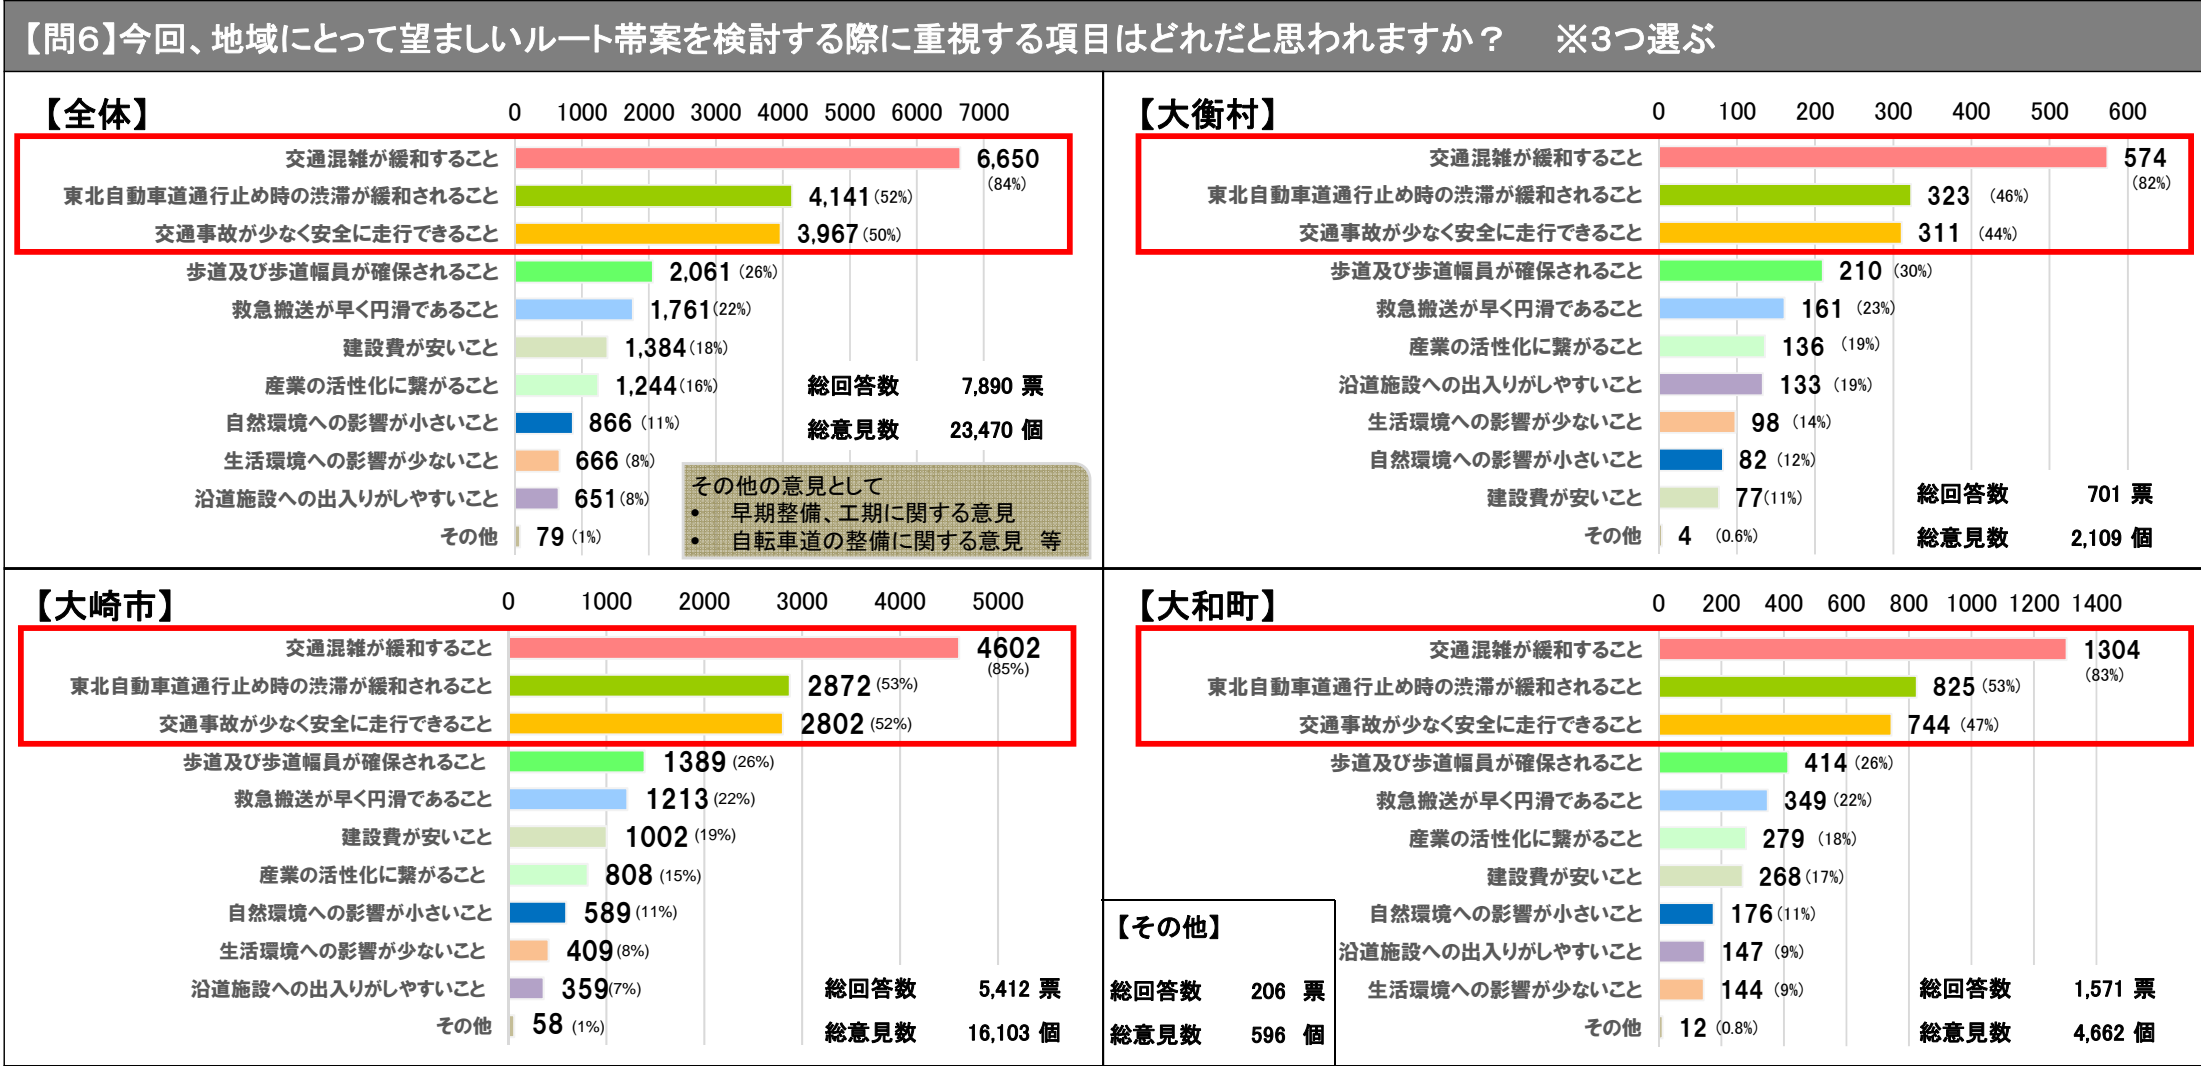 【問6】今回、地域にとって望ましいルート帯案を検討する際に重視する項目はどれだと思われますか？　※3つ選ぶ
【全体】
0 1000 2000 3000 4000 5000 6000 7000
交通混雑が緩和すること 6,650 (84%)
東北自動車道通行止め時の渋滞が緩和されること 4,141 (52%)
交通事故が少なく安全に走行できること 3,967 (50%)
歩道及び歩道幅員が確保されること 2,061 (26%)
救急搬送が早く円滑であること 1,761 (22%)
建設費が安いこと 1,384 (18%)
産業の活性化に繋がること 1,244 (16%)
自然環境への影響が小さいこと 866 (11%)
生活環境への影響が少ないこと 666 (8%)
沿道施設への出入りがしやすいこと 651 (8%)
その他 79 (1%)
総回答数 7,890 票
総意見数 23,470 個
その他の意見として
• 早期整備、工期に関する意見
• 自転車道の整備に関する意見　等
【大衡村】
0 100 200 300 400 500 600
交通混雑が緩和すること 574 (82%)
東北自動車道通行止め時の渋滞が緩和されること 323 (46%)
交通事故が少なく安全に走行できること 311 (44%)
歩道及び歩道幅員が確保されること 210 (30%)
救急搬送が早く円滑であること 161 (23%)
産業の活性化に繋がること 136 (19%)
沿道施設への出入りがしやすいこと 133 (19%)
生活環境への影響が少ないこと 98 (14%)
自然環境への影響が小さいこと 82 (12%)
建設費が安いこと 77 (11%)
その他 4 (0.6%)
総回答数 701 票
総意見数 2,109 個
【大崎市】
0 1000 2000 3000 4000 5000
交通混雑が緩和すること 4602 (85%)
東北自動車道通行止め時の渋滞が緩和されること 2872 (53%)
交通事故が少なく安全に走行できること 2802 (52%)
歩道及び歩道幅員が確保されること 1389 (26%)
救急搬送が早く円滑であること 1213 (22%)
建設費が安いこと 1002 (19%)
産業の活性化に繋がること 808 (15%)
自然環境への影響が小さいこと 589 (11%)
生活環境への影響が少ないこと 409 (8%)
沿道施設への出入りがしやすいこと 359 (7%)
その他 58 (1%)
総回答数 5,412 票
総意見数 16,103 個
【その他】
総回答数 206 票
総意見数 596 個
【大和町】
0 200 400 600 800 1000 1200 1400
交通混雑が緩和すること 1304 (83%)
東北自動車道通行止め時の渋滞が緩和されること 825 (53%)
交通事故が少なく安全に走行できること 744 (47%)
歩道及び歩道幅員が確保されること 414 (26%)
救急搬送が早く円滑であること 349 (22%)
産業の活性化に繋がること 279 (18%)
建設費が安いこと 268 (17%)
自然環境への影響が小さいこと 176 (11%)
沿道施設への出入りがしやすいこと 147 (9%)
生活環境への影響が少ないこと 144 (9%)
その他 12 (0.8%)
総回答数 1,571 票
総意見数 4,662 個